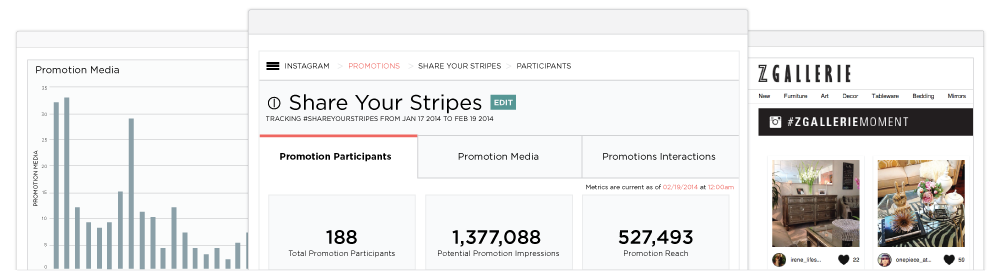 Promotion Media
PROMOTION MEDIA
35
30
25
20
15
10
5
0
INSTAGRAM > PROMOTIONS > SHARE YOUR STRIPES > PARTICIPANTS
Share Your Stripes EDIT
TRACKING #SHAREYOURSTRIPES FROM JAN 17 2014 TO FEB 19 2014
Promotion Participants Promotion Media Promotions Interactions
Metrics are current as of 02/19/2014 at 12:00am
188 1,377,088 527,493
Total Promotion Participants Potential Promotion Impressions Promotion Reach
Z GALLERIE
New Furniture Art Decor Tableware Bedding Mirrors
#ZGALLERIEMOMENT
irene_lifes... 22 onepiece_at... 59